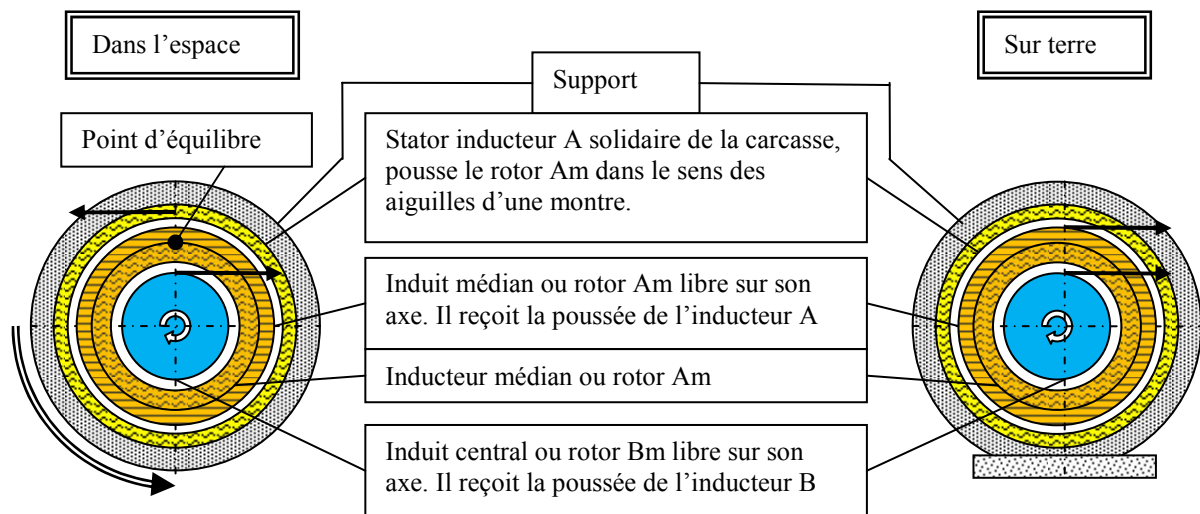 Dans l’espace
Sur terre
Support
Point d’équilibre
Stator inducteur A solidaire de la carcasse,
pousse le rotor Am dans le sens des
aiguilles d’une montre.
Induit médian ou rotor Am libre sur son
axe. Il reçoit la poussée de l’inducteur A
Inducteur médian ou rotor Am
Induit central ou rotor Bm libre sur son
axe. Il reçoit la poussée de l’inducteur B